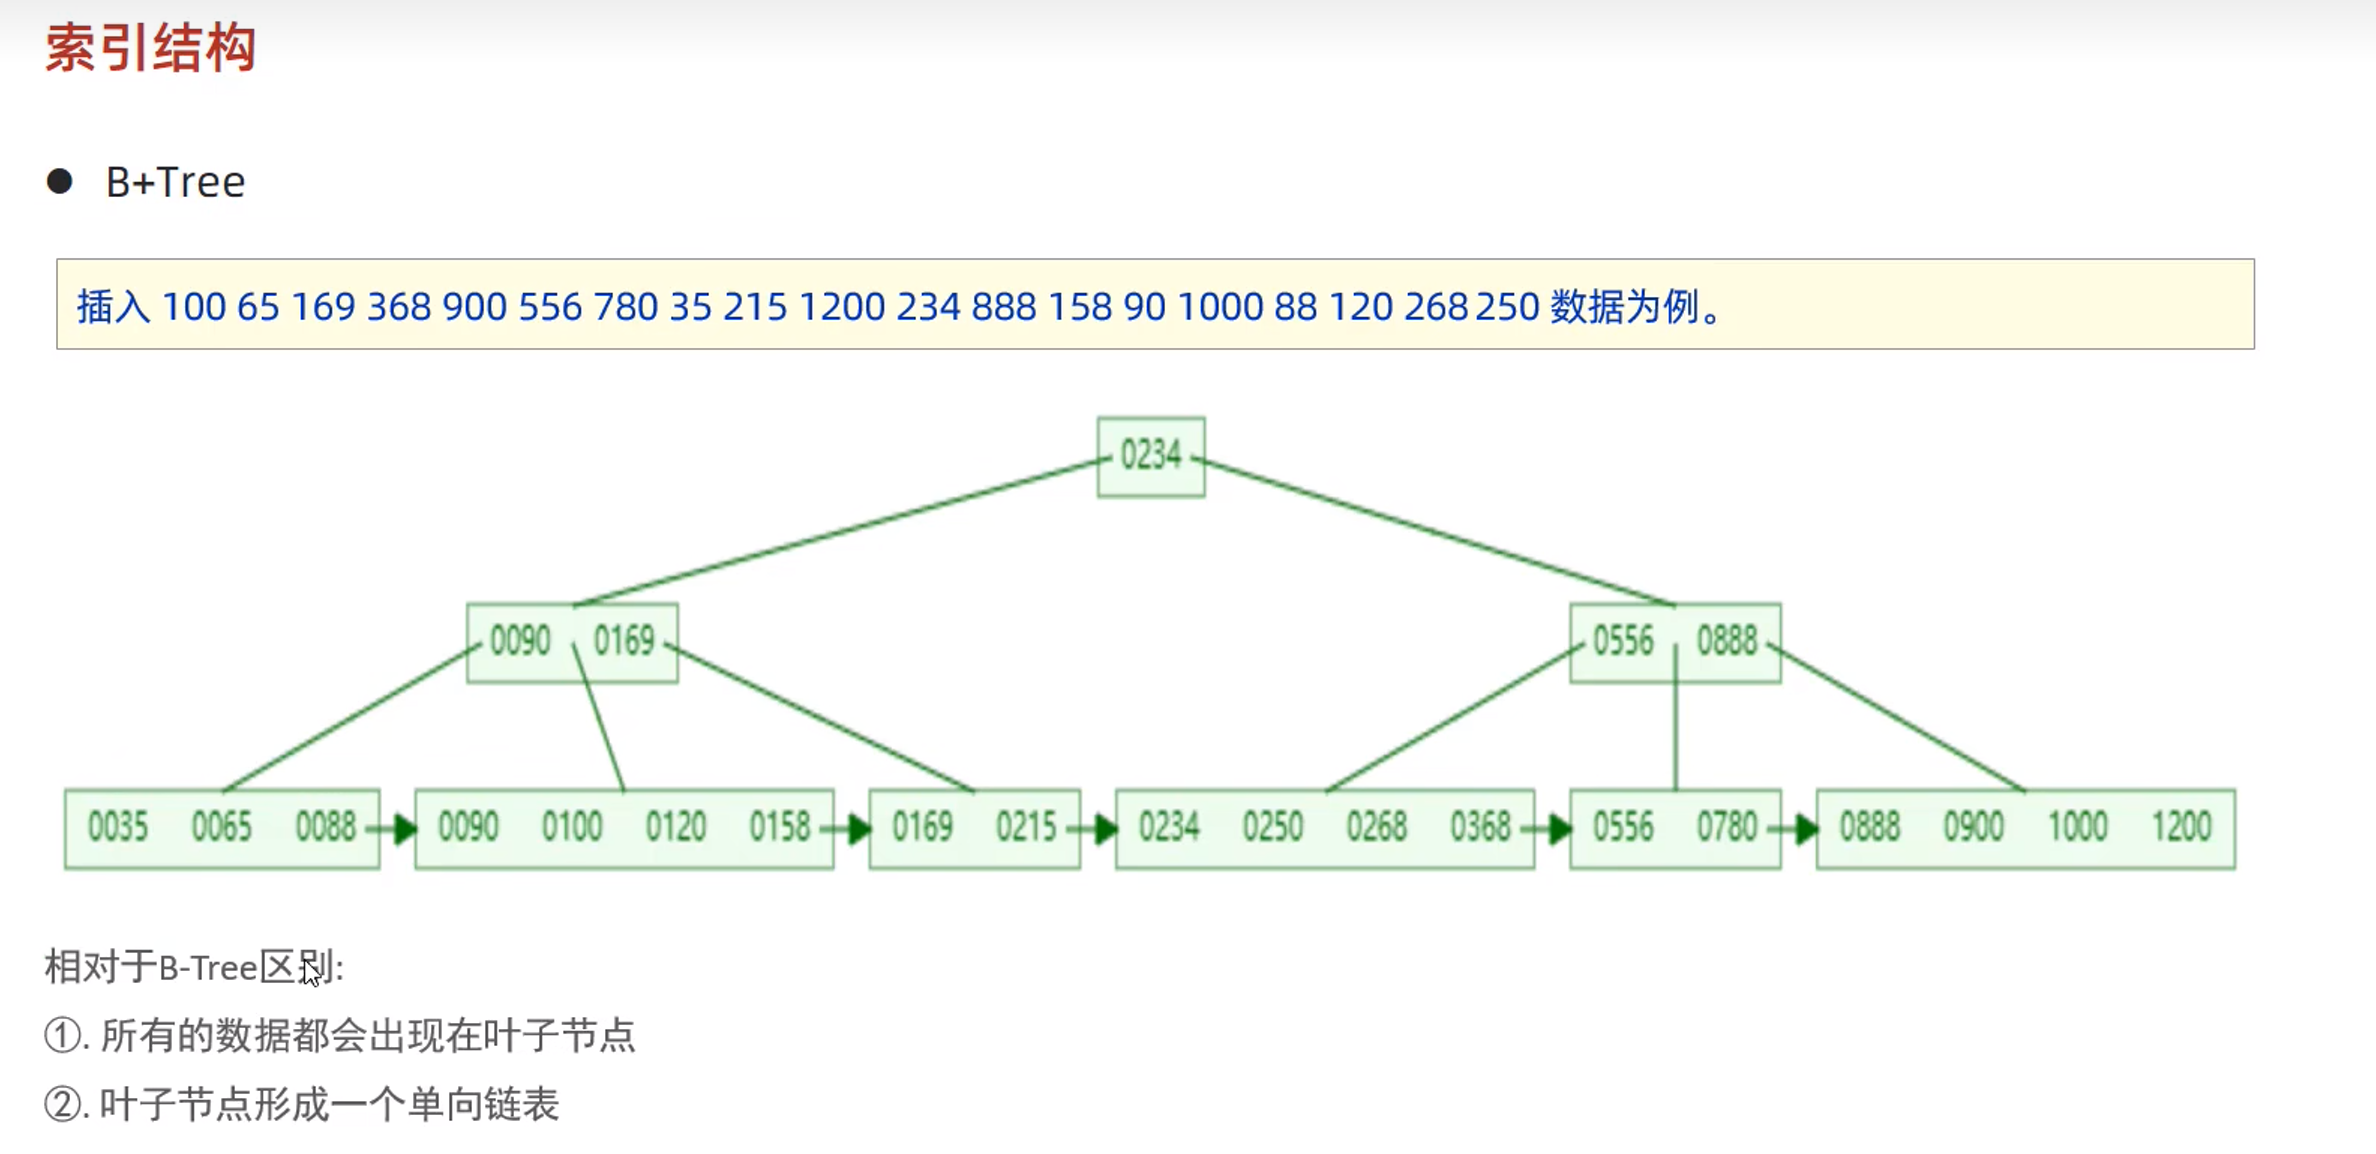 索引结构
● B+Tree
插入 100 65 169 368 900 556 780 35 215 1200 234 888 158 90 1000 88 120 268 250 数据为例。
0234
0090 0169
0556 0888
0035 0065 0088
0090 0100 0120 0158
0169 0215
0234 0250 0268 0368
0556 0780
0888 0900 1000 1200
相对于B-Tree区别:
①. 所有的数据都会出现在叶子节点
②. 叶子节点形成一个单向链表